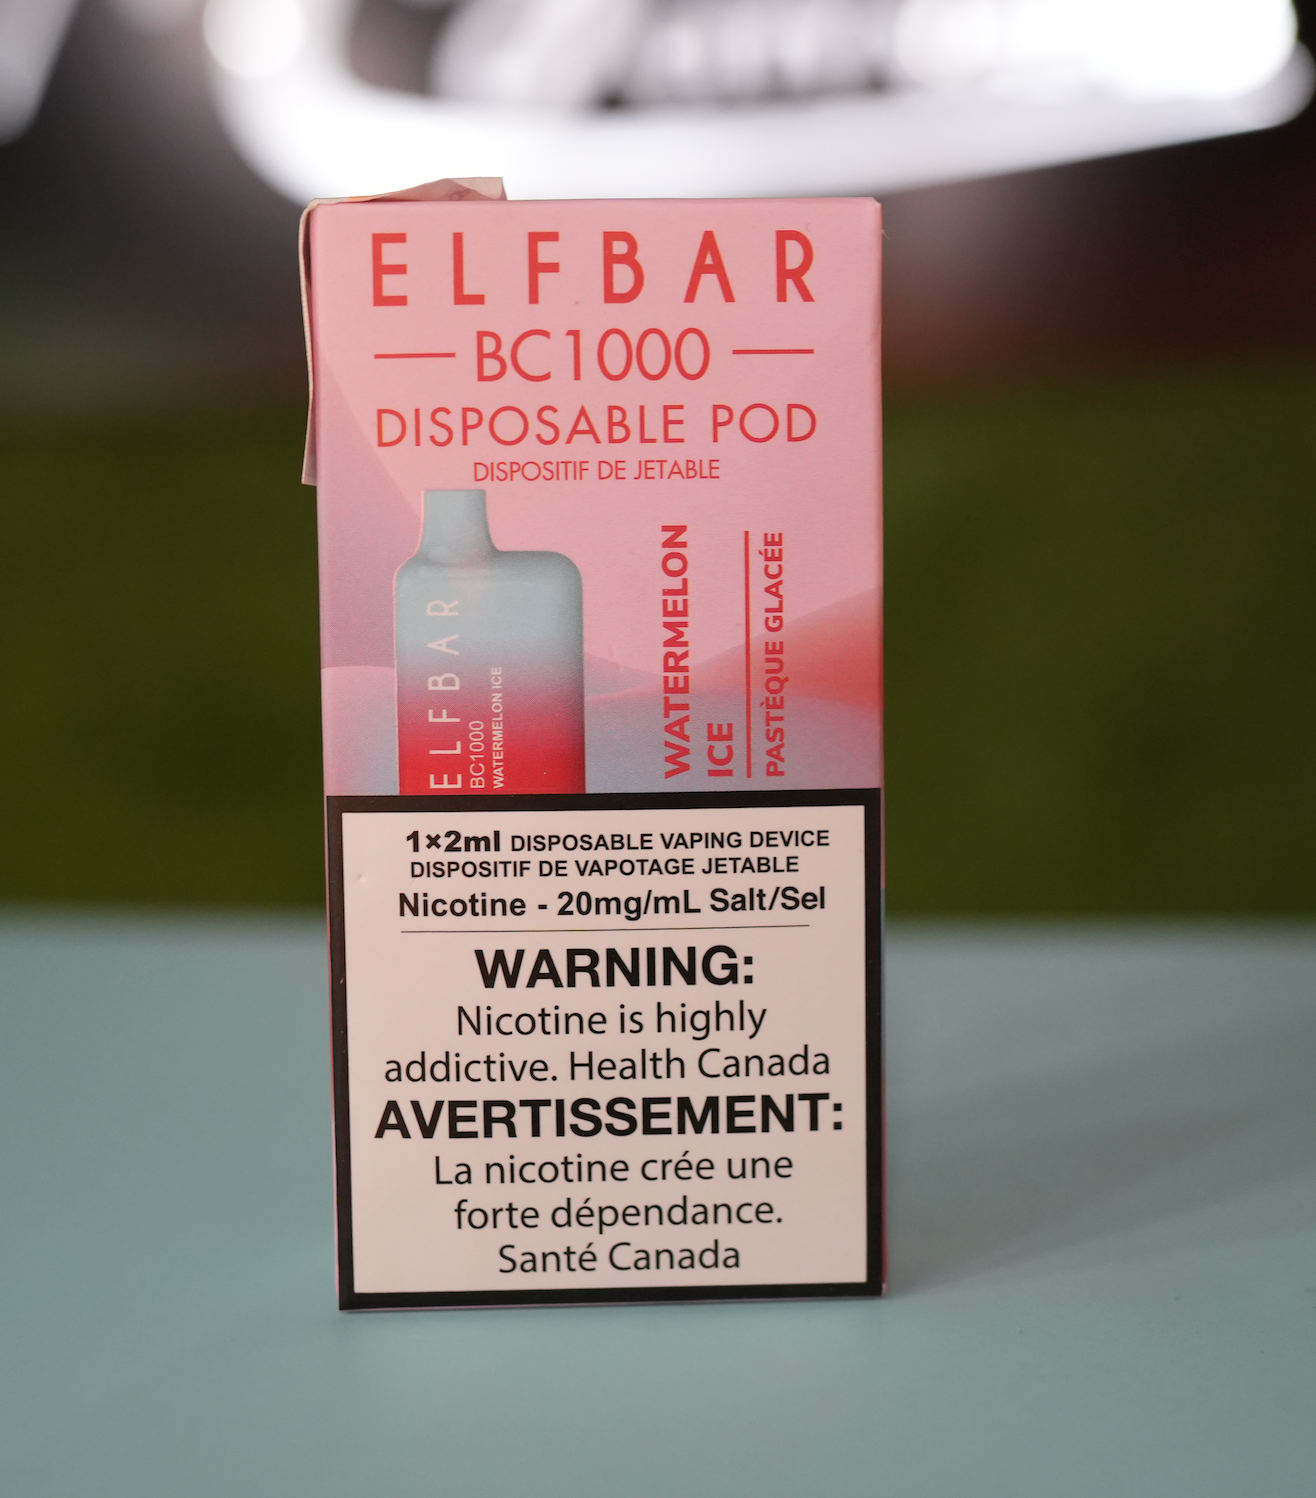 ELFBAR
BC1000
DISPOSABLE POD
DISPOSITIF DE JETABLE
ELFBAR
BC1000
WATERMELON ICE
WATERMELON
ICE
PASTÈQUE GLACÉE
1×2ml DISPOSABLE VAPING DEVICE
DISPOSITIF DE VAPOTAGE JETABLE
Nicotine - 20mg/mL Salt/Sel
WARNING:
Nicotine is highly
addictive. Health Canada
AVERTISSEMENT:
La nicotine crée une
forte dépendance.
Santé Canada